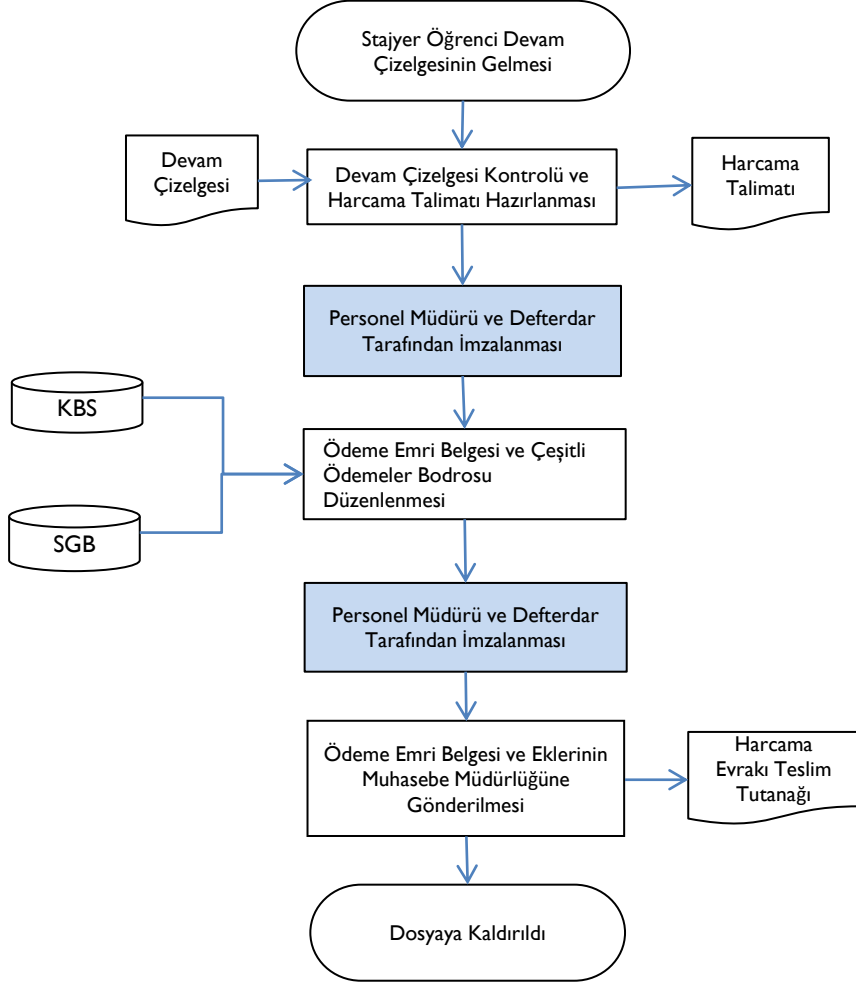 Stajyer Öğrenci Devam
Çizelgesinin Gelmesi
Devam
Çizelgesi
Devam Çizelgesi Kontrolü ve
Harcama Talimatı Hazırlanması
Harcama
Talimatı
Personel Müdürü ve Defterdar
Tarafından İmzalanması
KBS
Ödeme Emri Belgesi ve Çeşitli
Ödemeler Bodrosu
Düzenlenmesi
SGB
Personel Müdürü ve Defterdar
Tarafından İmzalanması
Ödeme Emri Belgesi ve Eklerinin
Muhasebe Müdürlüğüne
Gönderilmesi
Harcama
Evrakı Teslim
Tutanağı
Dosyaya Kaldırıldı